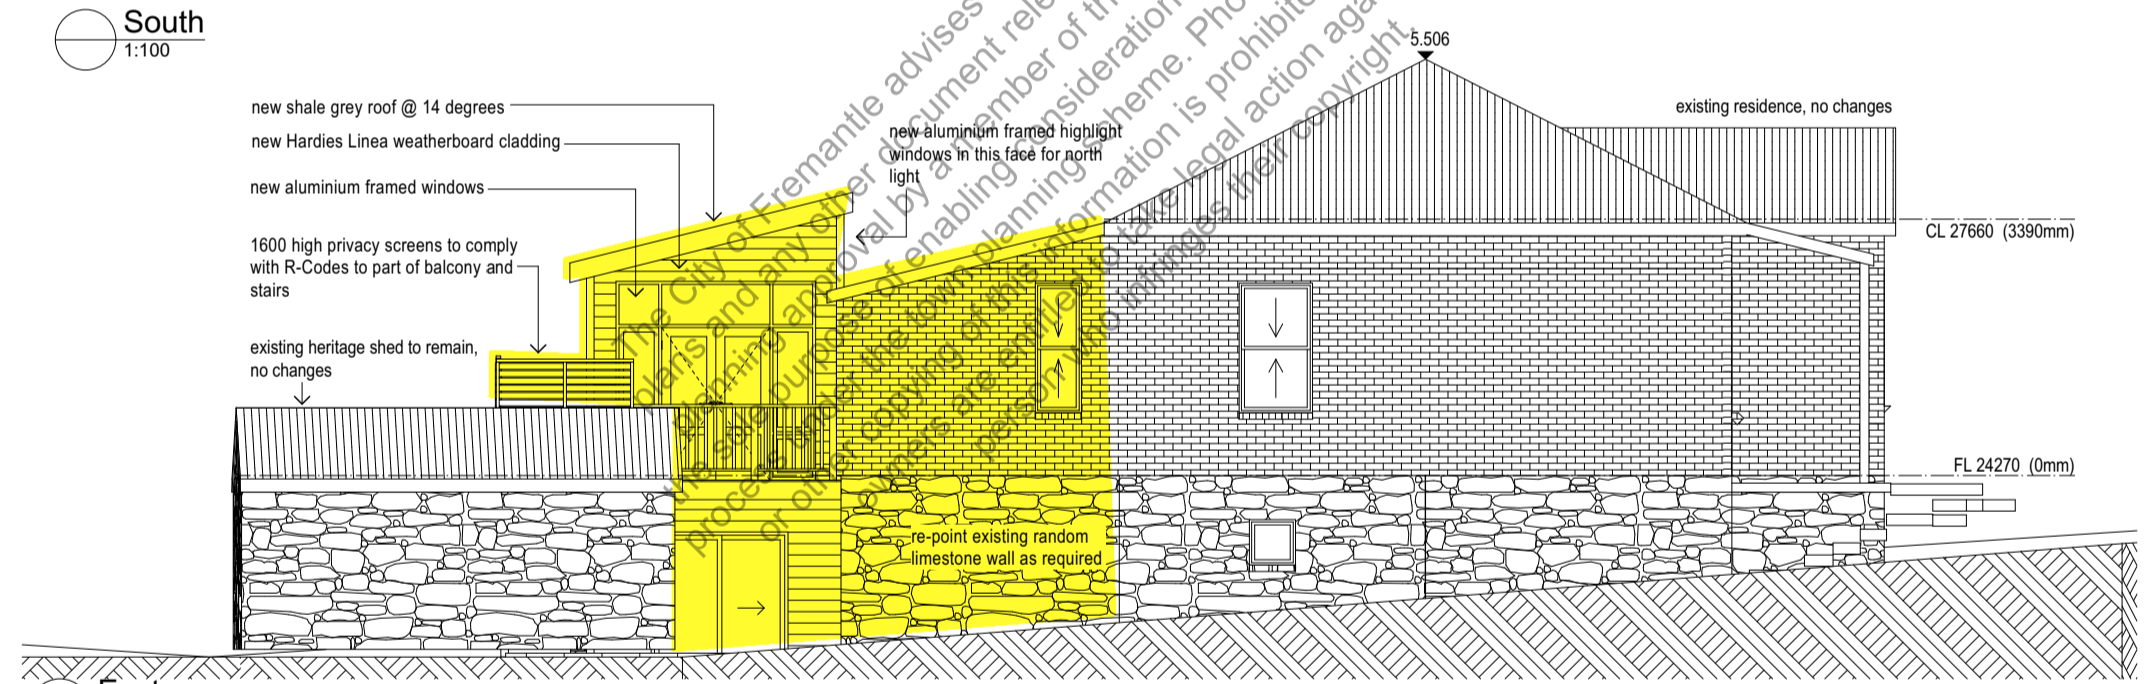 South
1:100
new shale grey roof @ 14 degrees
new Hardies Linea weatherboard cladding
new aluminium framed windows
1600 high privacy screens to comply
with R-Codes to part of balcony and
stairs
existing heritage shed to remain,
no changes
new aluminium framed highlight
windows in this face for north
light
5.506
existing residence, no changes
CL 27660 (3390mm)
FL 24270 (0mm)
re-point existing random
limestone wall as required
The City of Fremantle advises
plans and any other document rele
planning approval by a member of th
the sole purpose of enabling consideration
process under the town planning scheme. Pho
or other copying of this information is prohibite
owners are entitled to take legal action aga
person who infringes their copyright.